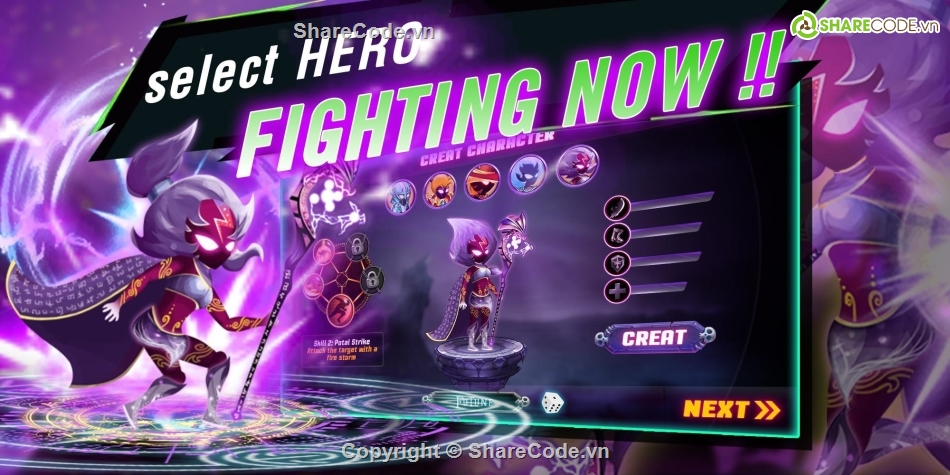 ShareCode.vn
SHARECODE.vn
select HERO
FIGHTING NOW !!
CREAT CHARACTER
Skill 2: Patal Strike
Attack the target with a
fire storm
CREAT
NEXT
Copyright © ShareCode.vn